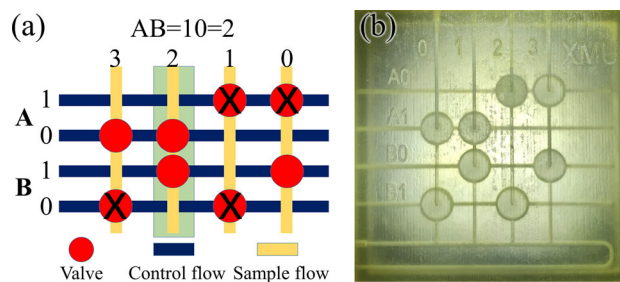 (a)
AB=10=2
3 2 1 0
A
1
0
B
1
0
Valve
Control flow
Sample flow
(b)
0 1 2 3
XMU
A0
A1
B0
B1